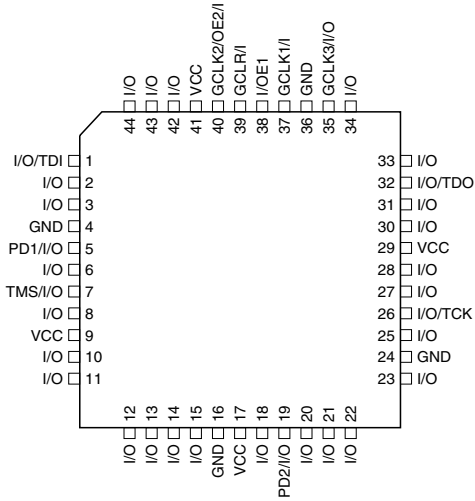 I/O
I/O
I/O
VCC
GCLK2/OE2/I
GCLR/I
I/OE1
GCLK1/I
GND
GCLK3/I/O
I/O
44
43
42
41
40
39
38
37
36
35
34
I/O/TDI 1
I/O 2
I/O 3
GND 4
PD1/I/O 5
I/O 6
TMS/I/O 7
I/O 8
VCC 9
I/O 10
I/O 11
33 I/O
32 I/O/TDO
31 I/O
30 I/O
29 VCC
28 I/O
27 I/O
26 I/O/TCK
25 I/O
24 GND
23 I/O
12
13
14
15
16
17
18
19
20
21
22
I/O
I/O
I/O
I/O
GND
VCC
I/O
PD2/I/O
I/O
I/O
I/O